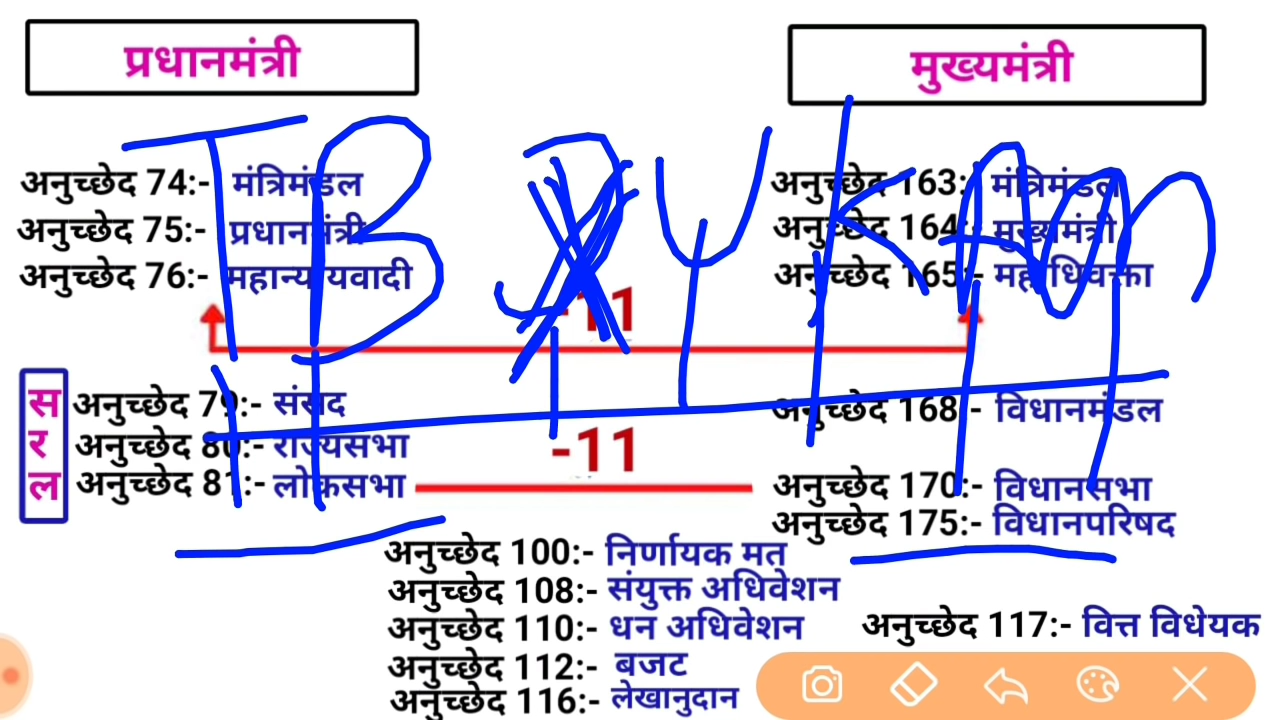 प्रधानमंत्री
मुख्यमंत्री
अनुच्छेद 74:- मंत्रिमंडल
अनुच्छेद 75:- प्रधानमंत्री
अनुच्छेद 76:- महान्यायवादी
अनुच्छेद 163:- मंत्रिमंडल
अनुच्छेद 164:- मुख्यमंत्री
अनुच्छेद 165:- महाधिवक्ता
-11
स र ल
अनुच्छेद 79:- संसद
अनुच्छेद 80:- राज्यसभा
अनुच्छेद 81:- लोकसभा
-11
अनुच्छेद 168:- विधानमंडल
अनुच्छेद 170:- विधानसभा
अनुच्छेद 175:- विधानपरिषद
अनुच्छेद 100:- निर्णायक मत
अनुच्छेद 108:- संयुक्त अधिवेशन
अनुच्छेद 110:- धन अधिवेशन
अनुच्छेद 112:- बजट
अनुच्छेद 116:- लेखानुदान
अनुच्छेद 117:- वित्त विधेयक